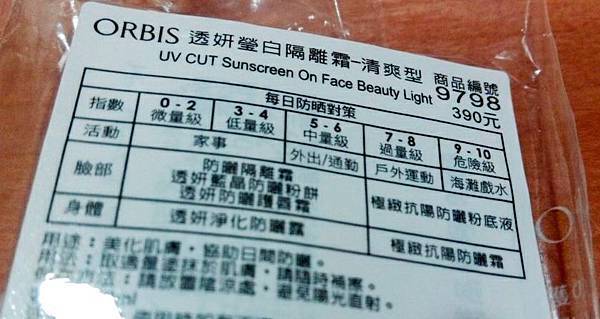 ORBIS 透妍瑩白隔離霜-清爽型 商品編號
UV CUT Sunscreen On Face Beauty Light 9798
390元
每日防晒對策
指數 0-2 3-4 5-6 7-8 9-10
微量級 低量級 中量級 過量級 危險級
活動 家事 外出/通勤 戶外運動 海灘戲水
臉部 防曬隔離霜
透妍藍晶防曬粉餅 極緻抗陽防曬粉底液
透妍防曬護唇霜
身體 透妍淨化防曬露 極緻抗陽防曬霜
用途:美化肌膚,協助日間防曬。
用法:取適量塗抹於肌膚,請隨時補擦。
方法:請放置陰涼處,避免陽光直射。